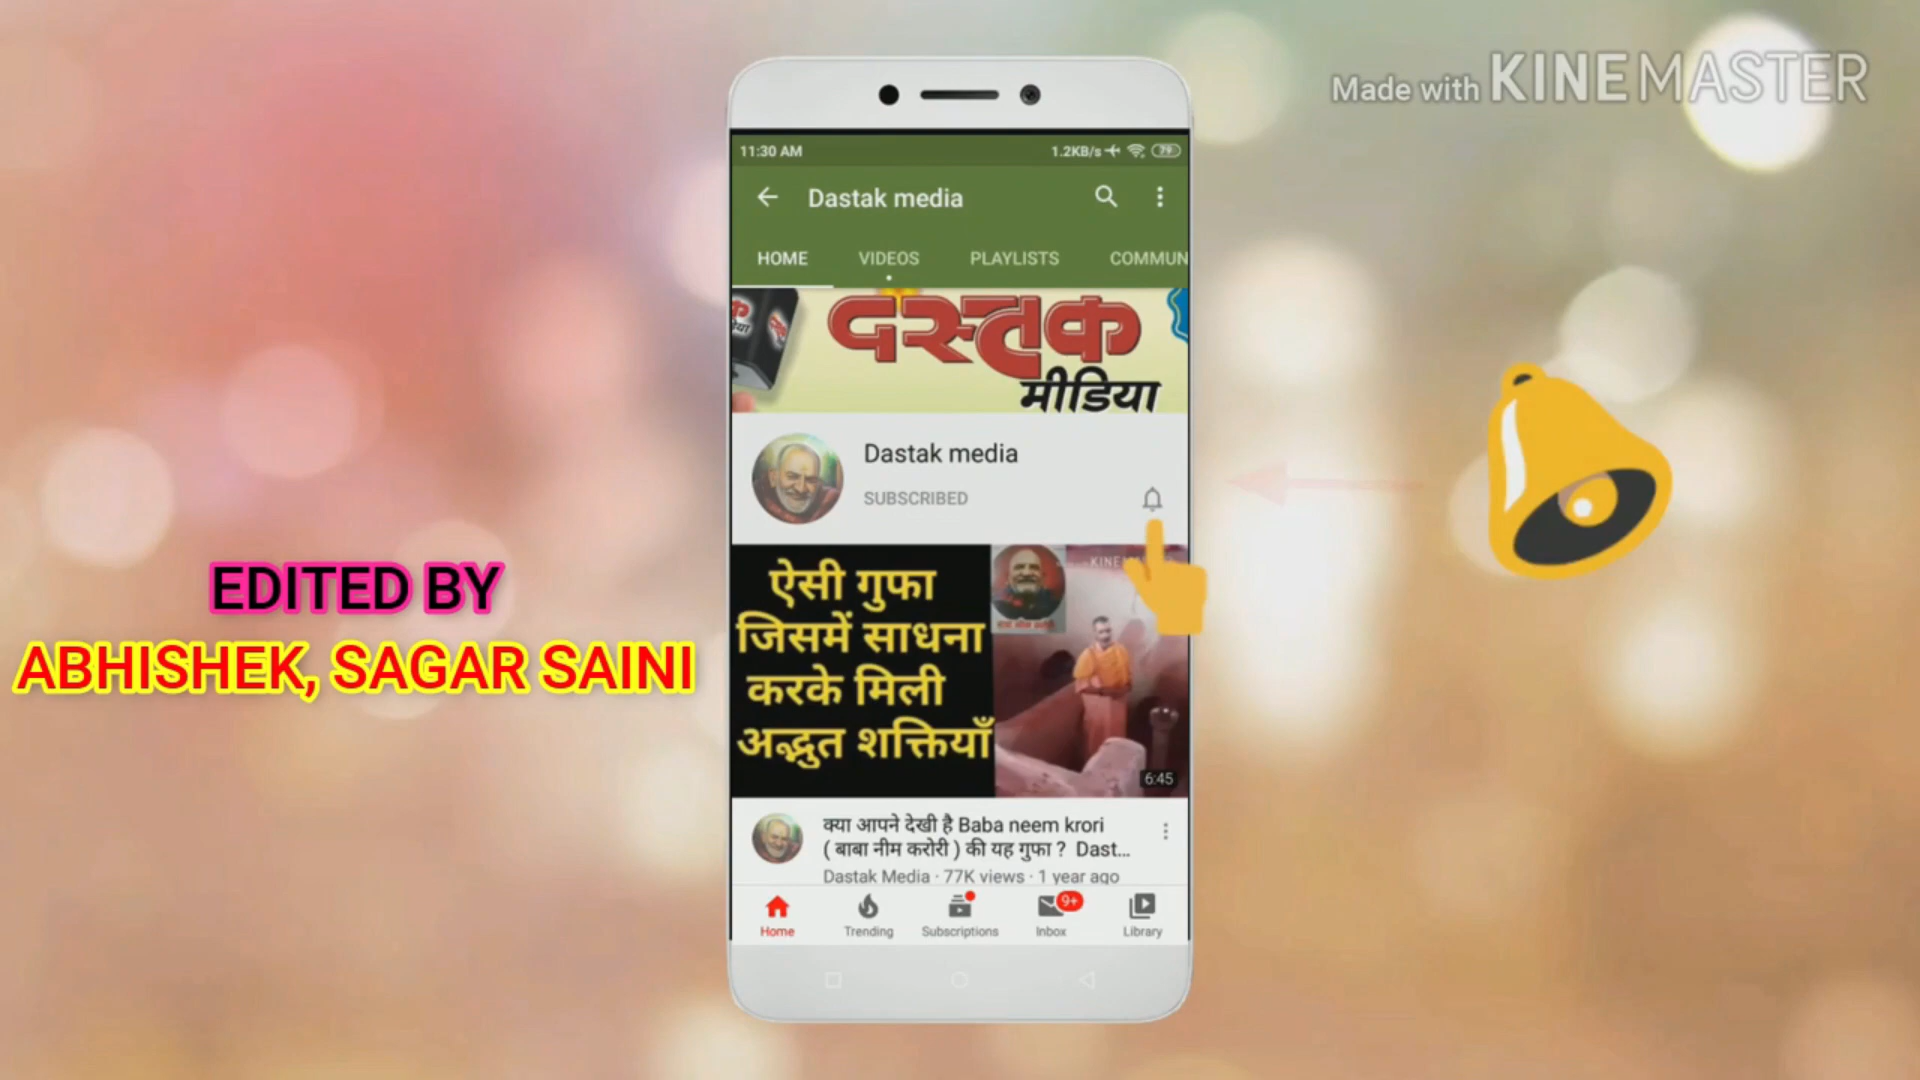 Made with KINEMASTER
11:30 AM
1.2KB/s
79
Dastak media
HOME VIDEOS PLAYLISTS COMMUN
दस्तक
मीडिया
Dastak media
SUBSCRIBED
ऐसी गुफा
जिसमें साधना
करके मिली
अद्भुत शक्तियाँ
6:45
क्या आपने देखी है Baba neem krori
( बाबा नीम करोरी ) की यह गुफा ? Dast...
Dastak Media · 77K views · 1 year ago
9+
Home Trending Subscriptions Inbox Library
EDITED BY
ABHISHEK, SAGAR SAINI